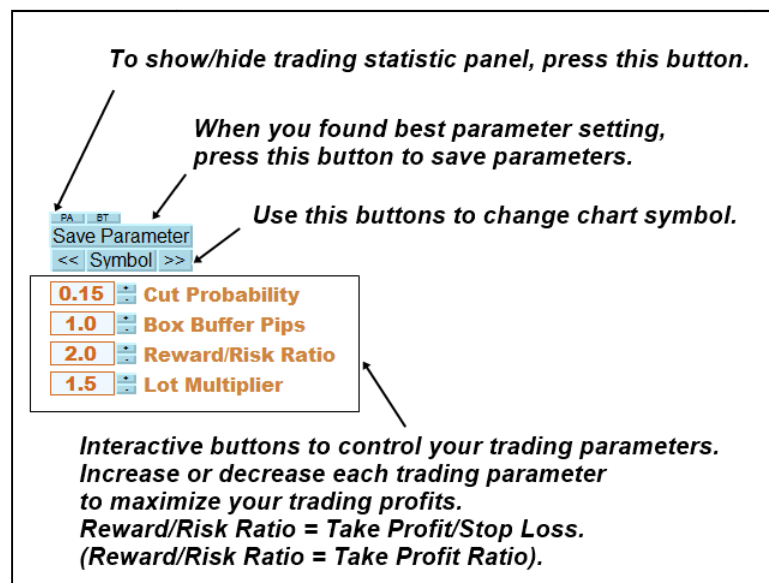 To show/hide trading statistic panel, press this button.
When you found best parameter setting,
press this button to save parameters.
Use this buttons to change chart symbol.
PA BT
Save Parameter
<< Symbol >>
0.15 + - Cut Probability
1.0 + - Box Buffer Pips
2.0 + - Reward/Risk Ratio
1.5 + - Lot Multiplier
Interactive buttons to control your trading parameters.
Increase or decrease each trading parameter
to maximize your trading profits.
Reward/Risk Ratio = Take Profit/Stop Loss.
(Reward/Risk Ratio = Take Profit Ratio).